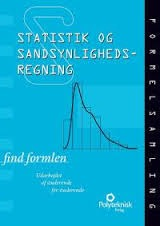 STATISTIK OG
SANDSYNLIGHEDS-
REGNING
FORMELSAMLING
find formlen
Udarbejdet
af studerende
for studerende
Polyteknisk
Forlag